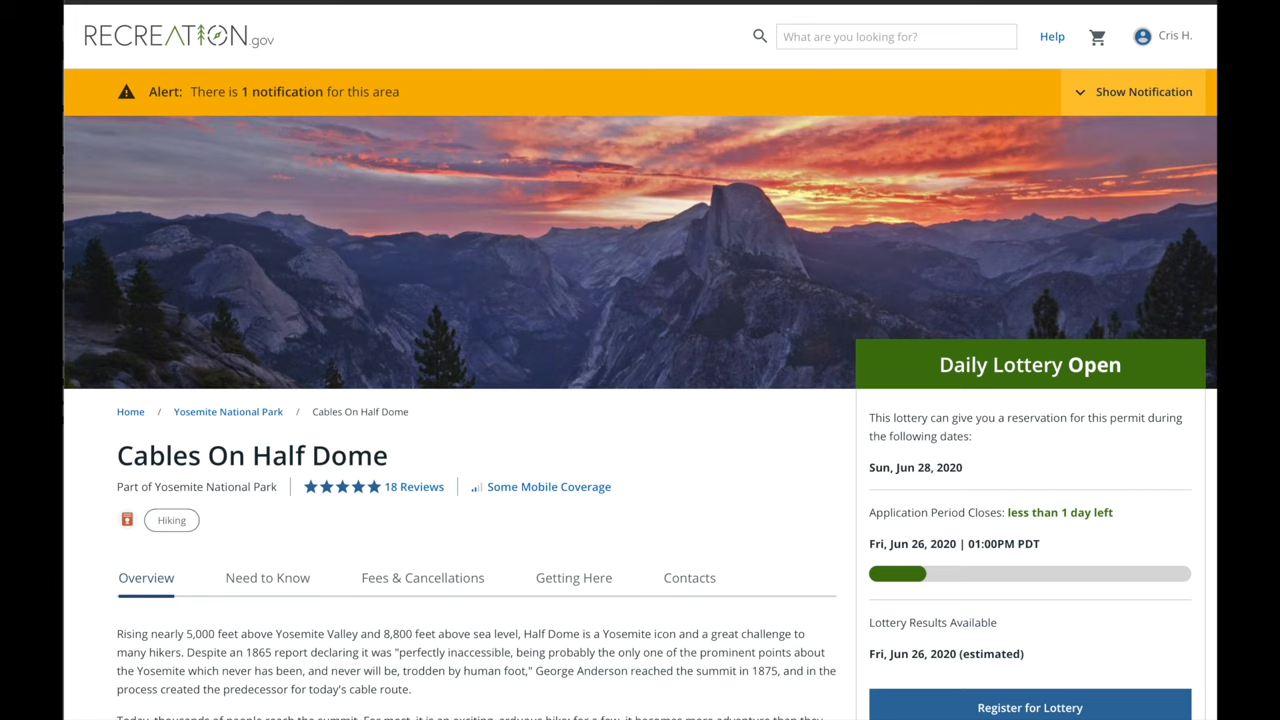 RECREATION.gov
What are you looking for?
Help
Cris H.
Alert: There is 1 notification for this area
Show Notification
Daily Lottery Open
Home / Yosemite National Park / Cables On Half Dome
Cables On Half Dome
Part of Yosemite National Park
18 Reviews
Some Mobile Coverage
Hiking
Overview
Need to Know
Fees & Cancellations
Getting Here
Contacts
Rising nearly 5,000 feet above Yosemite Valley and 8,800 feet above sea level, Half Dome is a Yosemite icon and a great challenge to
many hikers. Despite an 1865 report declaring it was "perfectly inaccessible, being probably the only one of the prominent points about
the Yosemite which never has been, and never will be, trodden by human foot," George Anderson reached the summit in 1875, and in the
process created the predecessor for today's cable route.
This lottery can give you a reservation for this permit during
the following dates:
Sun, Jun 28, 2020
Application Period Closes: less than 1 day left
Fri, Jun 26, 2020 | 01:00PM PDT
Lottery Results Available
Fri, Jun 26, 2020 (estimated)
Register for Lottery